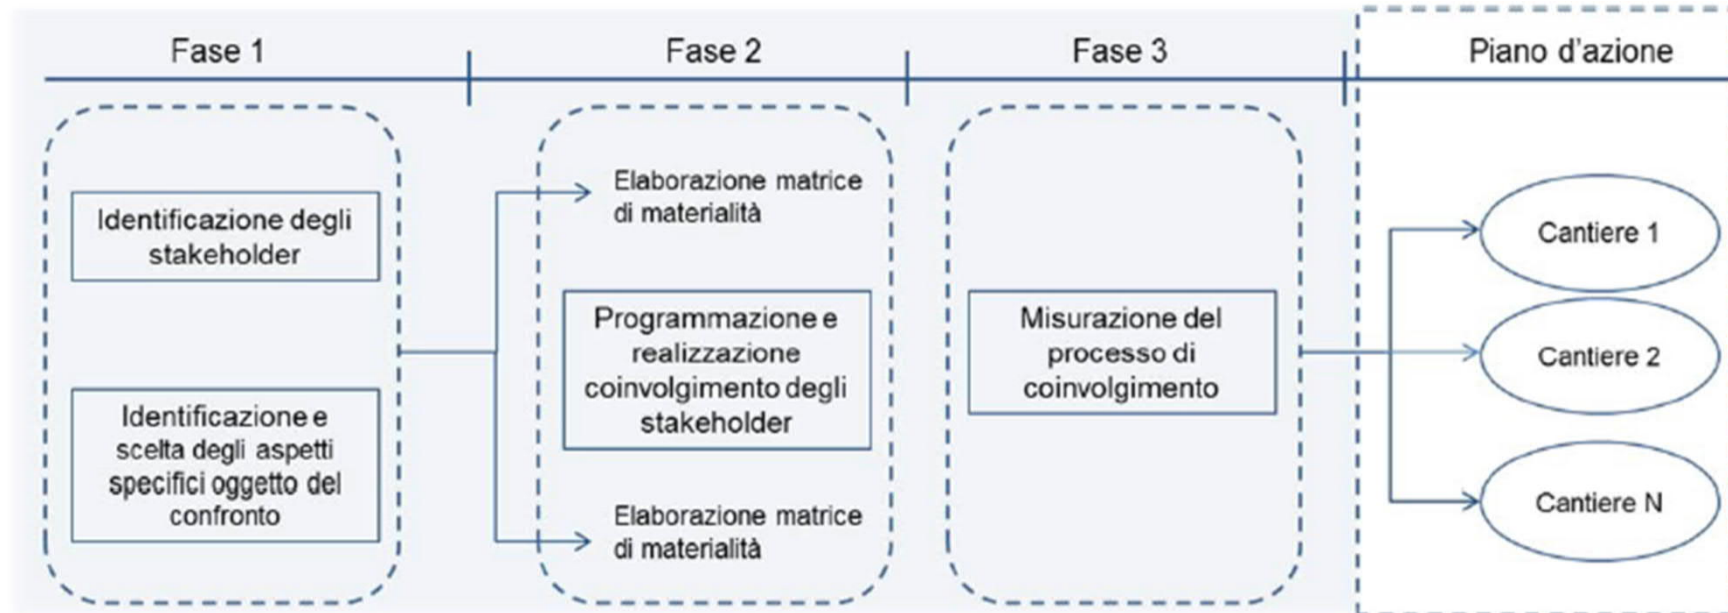 Fase 1
Fase 2
Fase 3
Piano d'azione
Identificazione degli
stakeholder
Identificazione e
scelta degli aspetti
specifici oggetto del
confronto
Elaborazione matrice
di materialità
Programmazione e
realizzazione
coinvolgimento degli
stakeholder
Elaborazione matrice
di materialità
Misurazione del
processo di
coinvolgimento
Cantiere 1
Cantiere 2
Cantiere N